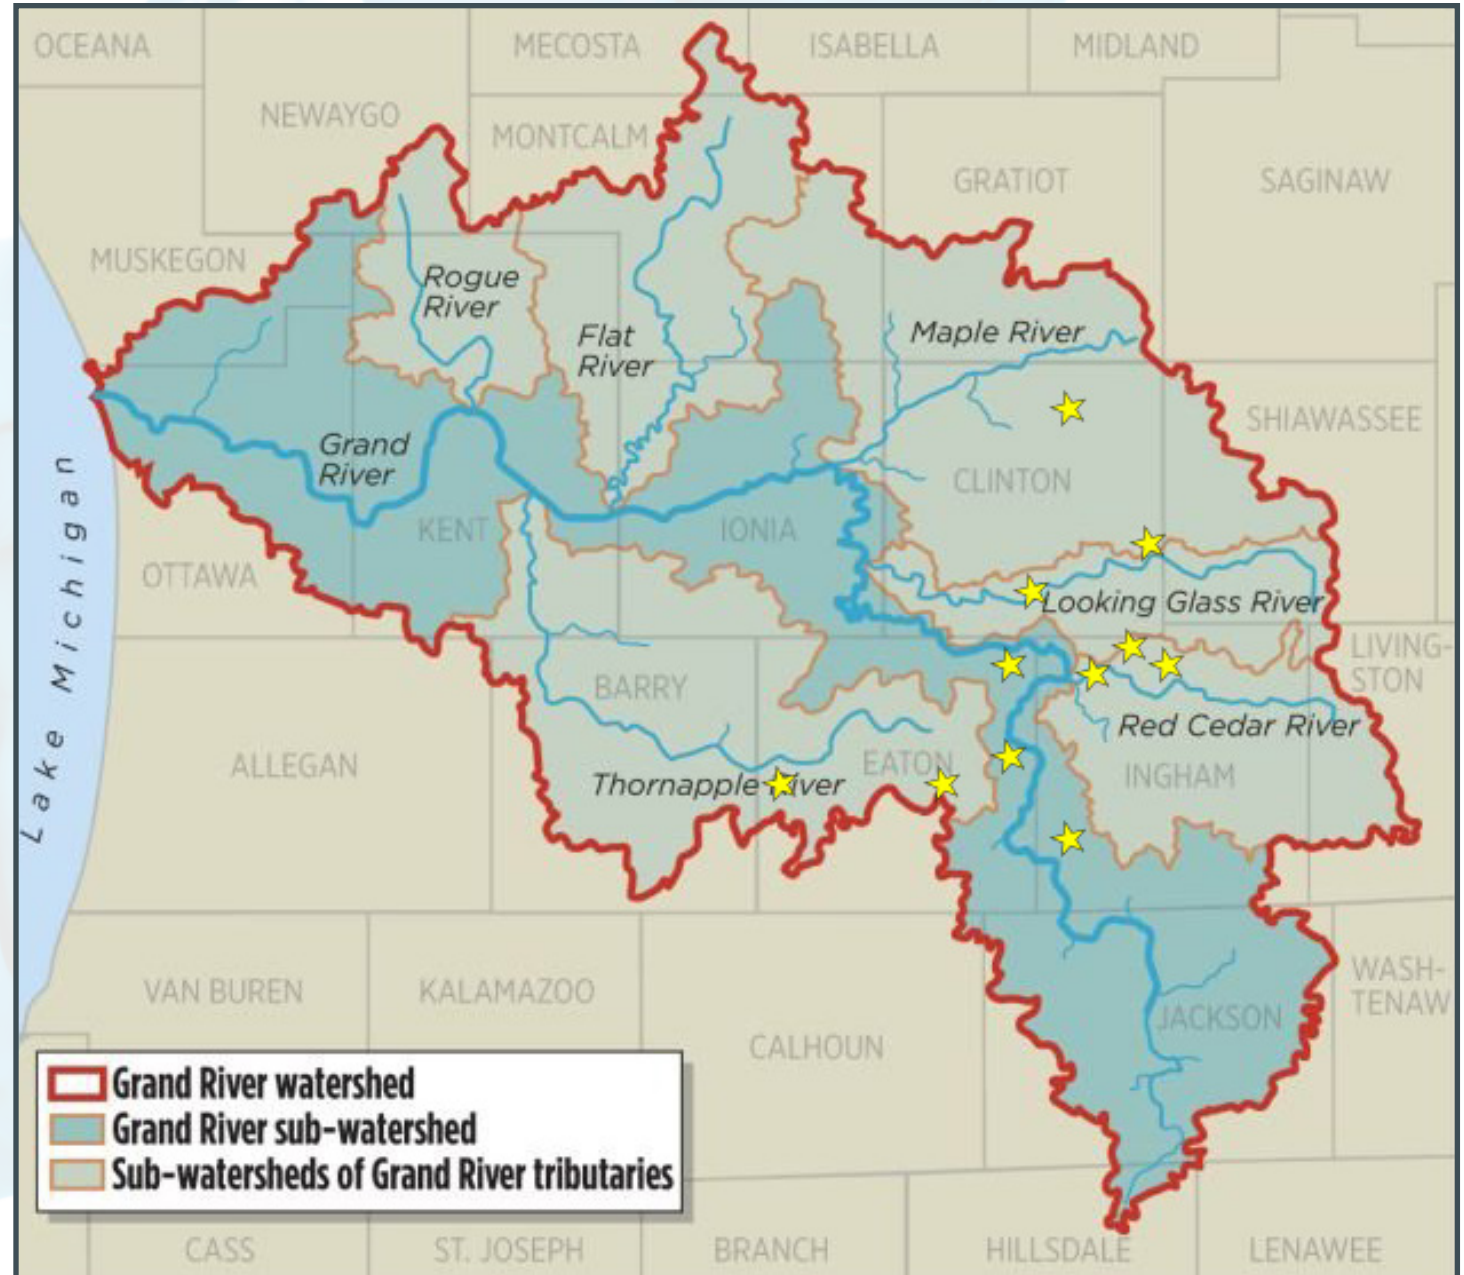 OCEANA
MECOSTA
ISABELLA
MIDLAND
NEWAYGO
MONTCALM
GRATIOT
SAGINAW
MUSKEGON
Rogue
River
Flat
River
Maple River
SHIAWASSEE
Grand
River
CLINTON
KENT
IONIA
OTTAWA
Looking Glass River
LIVING-
STON
Lake Michigan
BARRY
Red Cedar River
ALLEGAN
EATON
INGHAM
Thornapple River
VAN BUREN
KALAMAZOO
WASH-
TENAW
JACKSON
CALHOUN
Grand River watershed
Grand River sub-watershed
Sub-watersheds of Grand River tributaries
CASS
ST. JOSEPH
BRANCH
HILLSDALE
LENAWEE